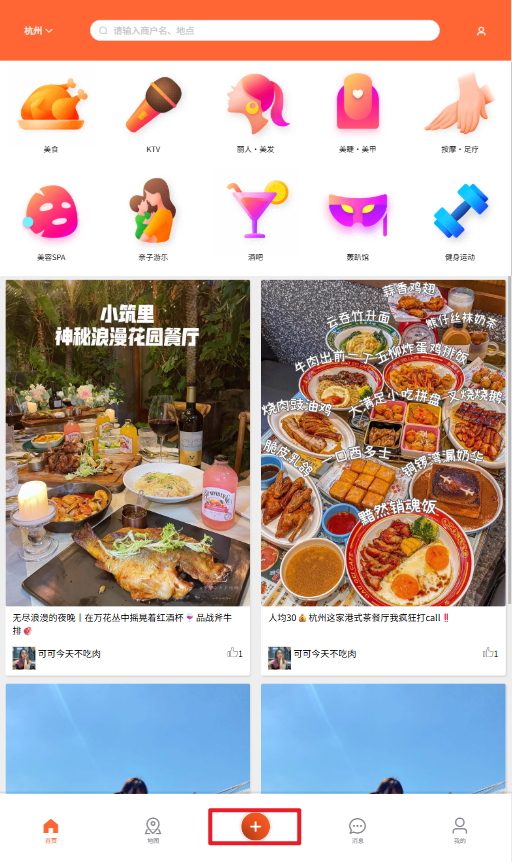 杭州
请输入商户名、地点
美食
KTV
丽人·美发
美睫·美甲
按摩·足疗
美容SPA
亲子游乐
酒吧
轰趴馆
健身运动
小筑里
神秘浪漫花园餐厅
蒜香鸡翅
云吞竹升面
熊仔丝袜奶茶
牛肉出前一丁
五柳炸蛋鸡排饭
烧肉豉油鸡
大满足小吃拼盘
叉烧烧鹅
脆皮乳鸽
一口西多士
铜锣湾漏奶华
黯然销魂饭
无尽浪漫的夜晚丨在万花丛中摇晃着红酒杯🍷品战斧牛
排🥩
可可今天不吃肉
1
人均30💰杭州这家港式茶餐厅我疯狂打call‼️
可可今天不吃肉
1
首页
地图
消息
我的